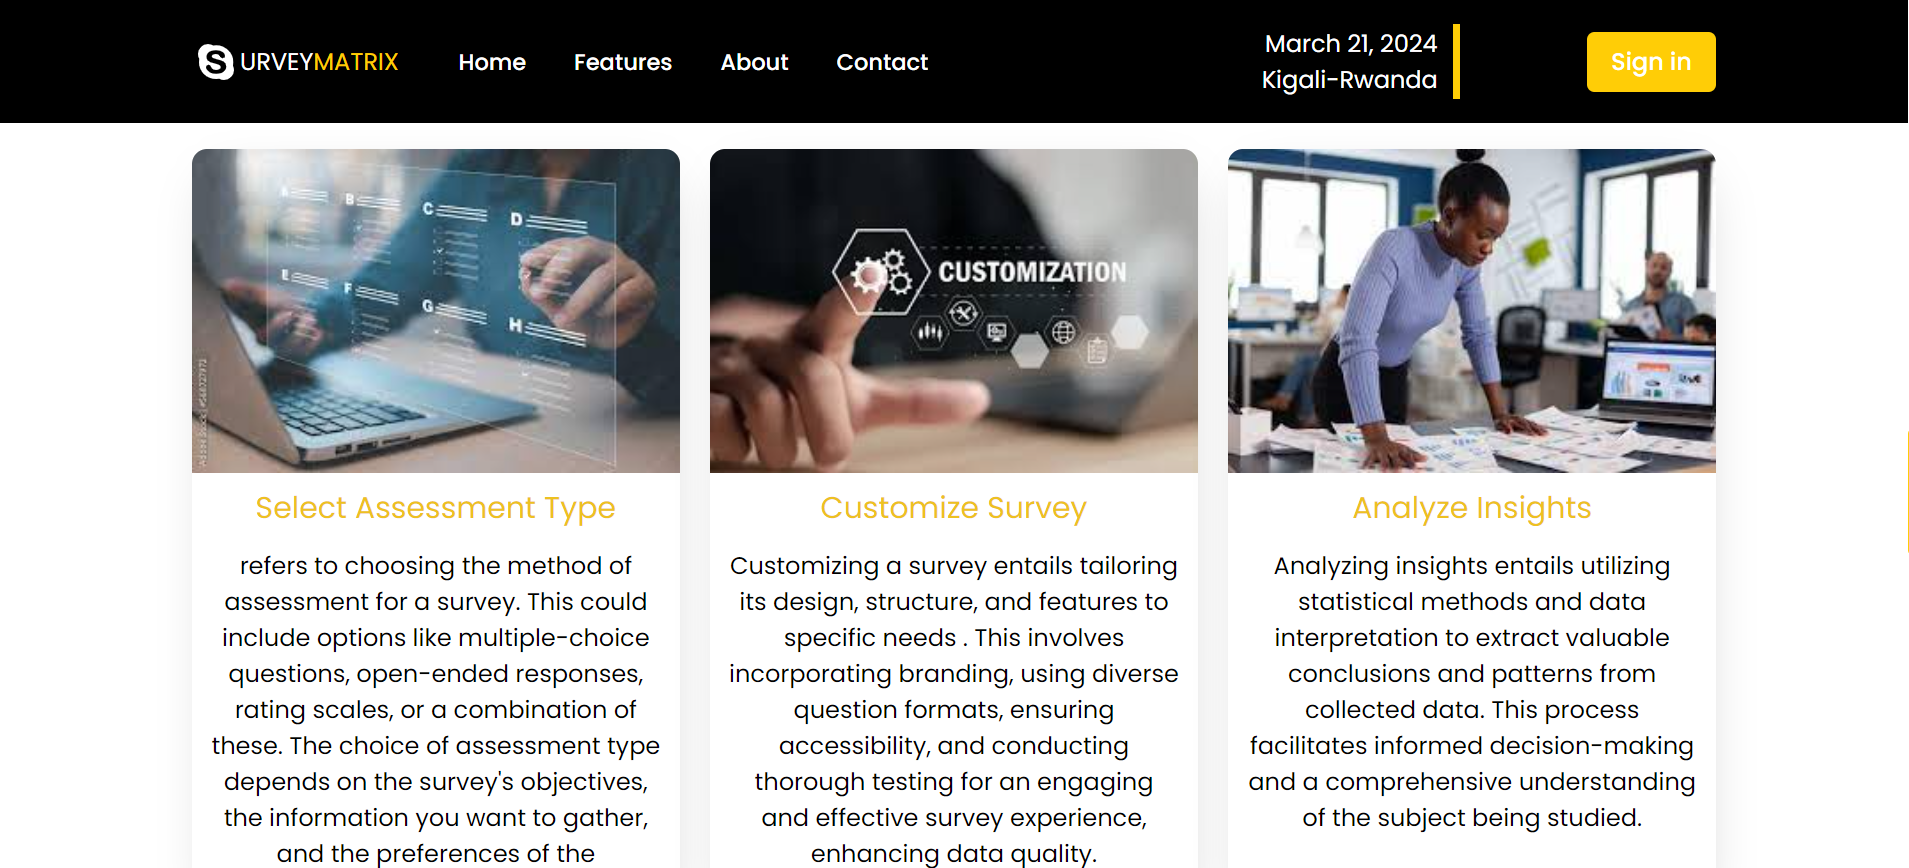 SURVEYMATRIX
Home
Features
About
Contact
March 21, 2024
Kigali-Rwanda
Sign in
A
B
C
D
E
F
G
H
CUSTOMIZATION
Select Assessment Type
refers to choosing the method of
assessment for a survey. This could
include options like multiple-choice
questions, open-ended responses,
rating scales, or a combination of
these. The choice of assessment type
depends on the survey's objectives,
the information you want to gather,
and the preferences of the
Customize Survey
Customizing a survey entails tailoring
its design, structure, and features to
specific needs . This involves
incorporating branding, using diverse
question formats, ensuring
accessibility, and conducting
thorough testing for an engaging
and effective survey experience,
enhancing data quality.
Analyze Insights
Analyzing insights entails utilizing
statistical methods and data
interpretation to extract valuable
conclusions and patterns from
collected data. This process
facilitates informed decision-making
and a comprehensive understanding
of the subject being studied.